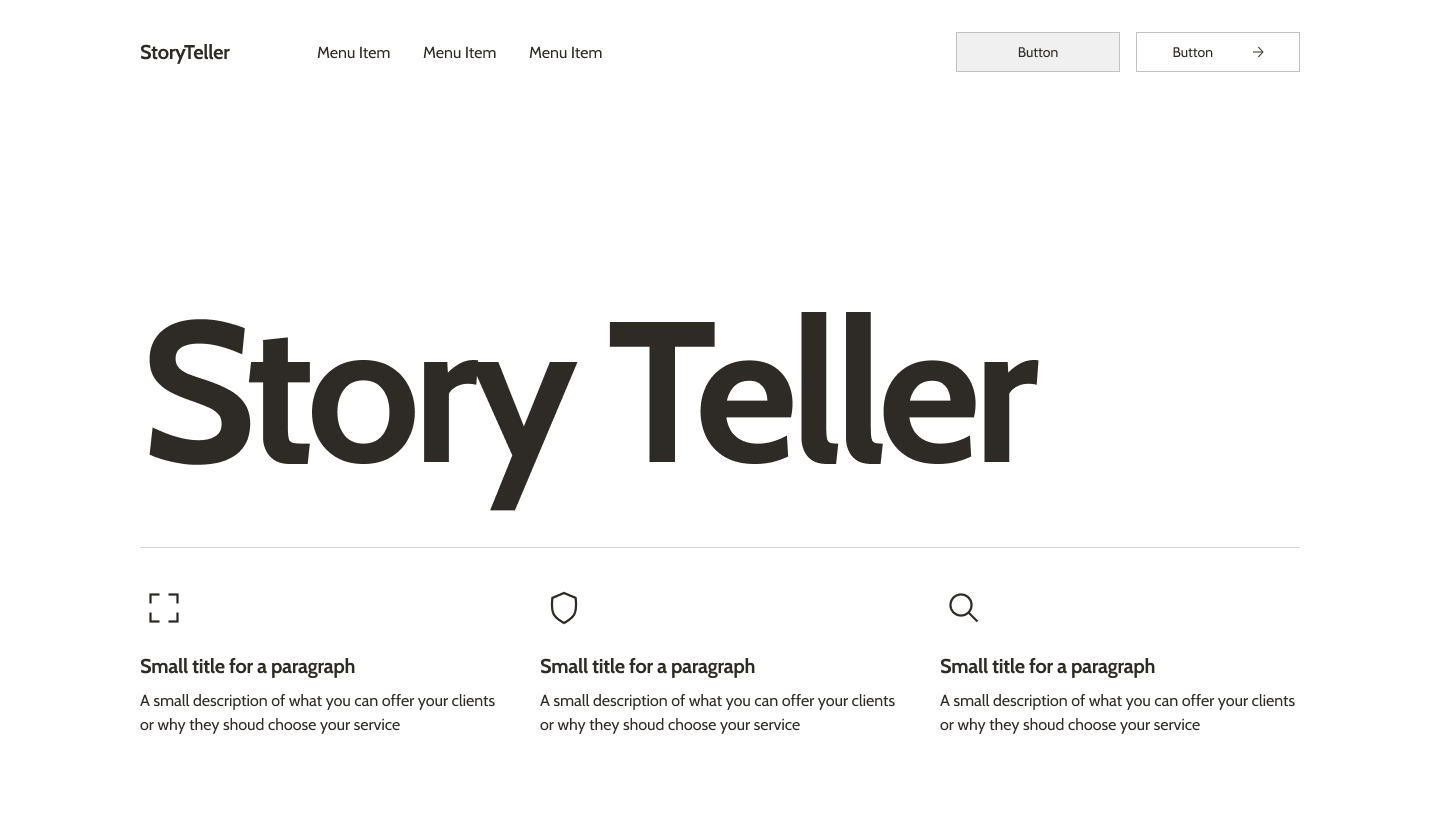 StoryTeller
Menu Item
Menu Item
Menu Item
Button
Button
Story Teller
Small title for a paragraph
A small description of what you can offer your clients
or why they shoud choose your service
Small title for a paragraph
A small description of what you can offer your clients
or why they shoud choose your service
Small title for a paragraph
A small description of what you can offer your clients
or why they shoud choose your service